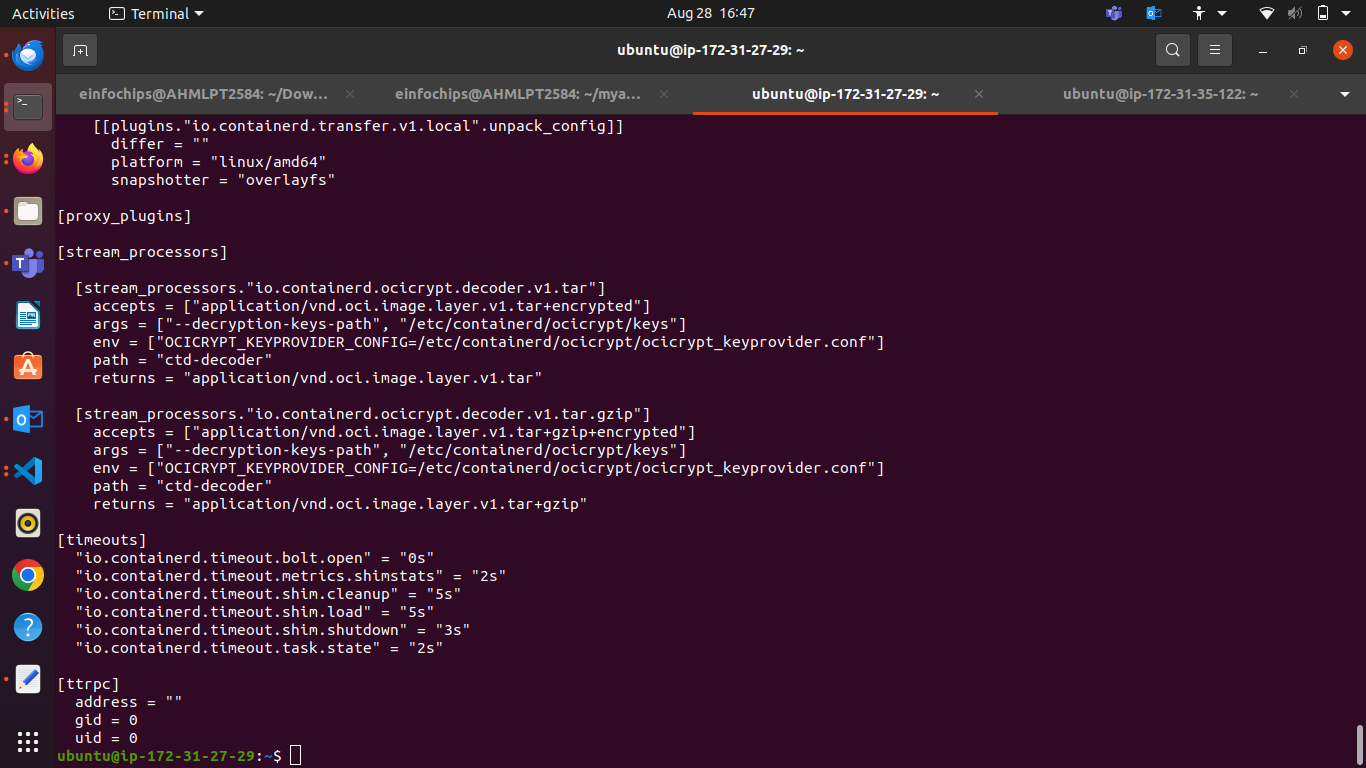 Activities
Terminal
Aug 28 16:47
ubuntu@ip-172-31-27-29: ~
einfochips@AHMLPT2584: ~/Dow...
einfochips@AHMLPT2584: ~/mya...
ubuntu@ip-172-31-27-29: ~
ubuntu@ip-172-31-35-122: ~
[[plugins."io.containerd.transfer.v1.local".unpack_config]]
differ = ""
platform = "linux/amd64"
snapshotter = "overlayfs"
[proxy_plugins]
[stream_processors]
[stream_processors."io.containerd.ocicrypt.decoder.v1.tar"]
accepts = ["application/vnd.oci.image.layer.v1.tar+encrypted"]
args = ["--decryption-keys-path", "/etc/containerd/ocicrypt/keys"]
env = ["OCICRYPT_KEYPROVIDER_CONFIG=/etc/containerd/ocicrypt/ocicrypt_keyprovider.conf"]
path = "ctd-decoder"
returns = "application/vnd.oci.image.layer.v1.tar"
[stream_processors."io.containerd.ocicrypt.decoder.v1.tar.gzip"]
accepts = ["application/vnd.oci.image.layer.v1.tar+gzip+encrypted"]
args = ["--decryption-keys-path", "/etc/containerd/ocicrypt/keys"]
env = ["OCICRYPT_KEYPROVIDER_CONFIG=/etc/containerd/ocicrypt/ocicrypt_keyprovider.conf"]
path = "ctd-decoder"
returns = "application/vnd.oci.image.layer.v1.tar+gzip"
[timeouts]
"io.containerd.timeout.bolt.open" = "0s"
"io.containerd.timeout.metrics.shimstats" = "2s"
"io.containerd.timeout.shim.cleanup" = "5s"
"io.containerd.timeout.shim.load" = "5s"
"io.containerd.timeout.shim.shutdown" = "3s"
"io.containerd.timeout.task.state" = "2s"
[ttrpc]
address = ""
gid = 0
uid = 0
ubuntu@ip-172-31-27-29:~$